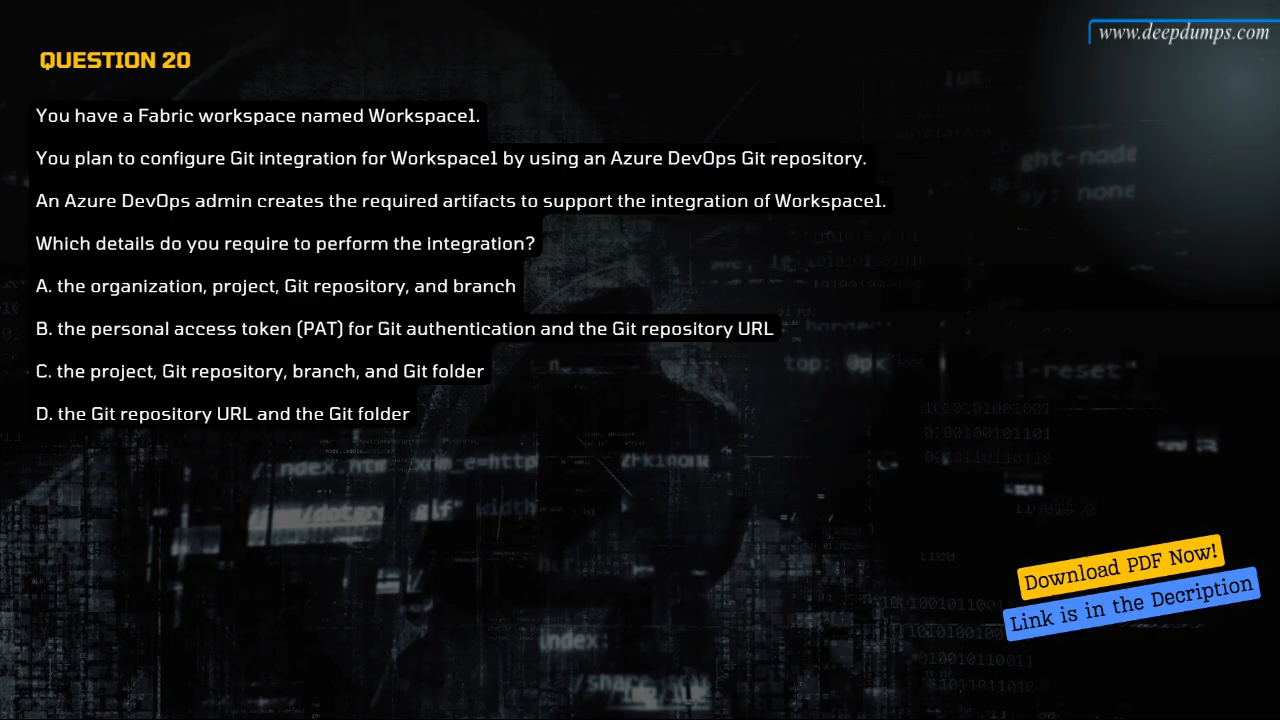 www.deepdumps.com
QUESTION 20
You have a Fabric workspace named Workspace1.
You plan to configure Git integration for Workspace1 by using an Azure DevOps Git repository.
An Azure DevOps admin creates the required artifacts to support the integration of Workspace1.
Which details do you require to perform the integration?
A. the organization, project, Git repository, and branch
B. the personal access token (PAT) for Git authentication and the Git repository URL
C. the project, Git repository, branch, and Git folder
D. the Git repository URL and the Git folder
Download PDF Now!
Link is in the Decription